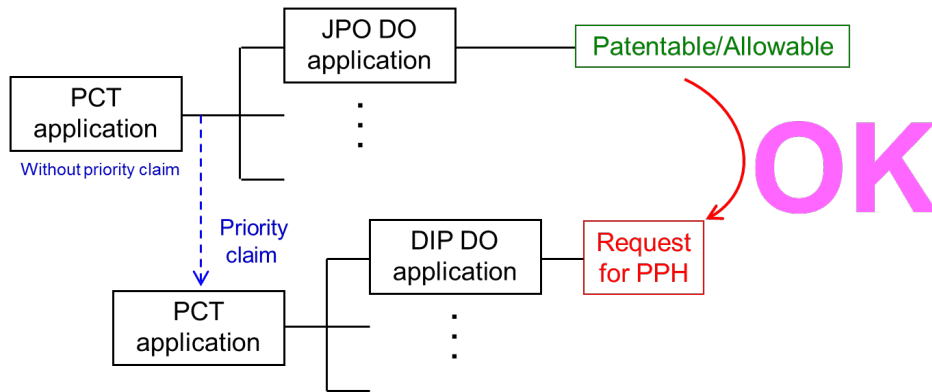 JPO DO
application
Patentable/Allowable
PCT
application
OK
Without priority claim
Priority
claim
DIP DO
application
Request
for PPH
PCT
application